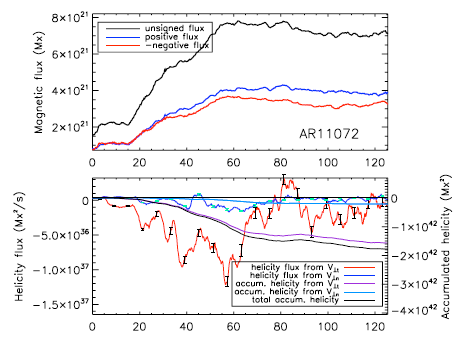 8×10²¹
6×10²¹
4×10²¹
2×10²¹
Magnetic flux (Mx)
unsigned flux
positive flux
−negative flux
AR11072
0 20 40 60 80 100 120
0
−5.0×10³⁶
−1.0×10³⁷
−1.5×10³⁷
Helicity flux (Mx²/s)
0
−1×10⁴²
−2×10⁴²
−3×10⁴²
−4×10⁴²
Accumulated helicity (Mx²)
helicity flux from V⊥t
helicity flux from V⊥n
accum. helicity from V⊥t
accum. helicity from V⊥n
total accum. helicity
0 20 40 60 80 100 120